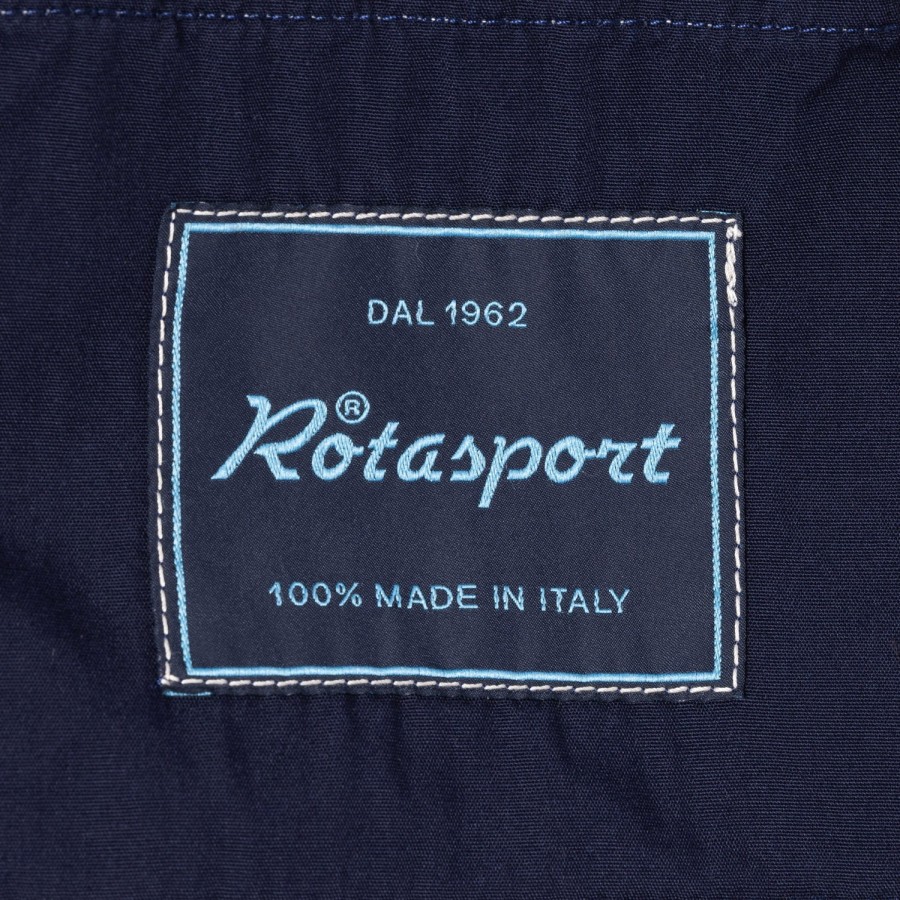 DAL 1962
Rotasport®
100% MADE IN ITALY